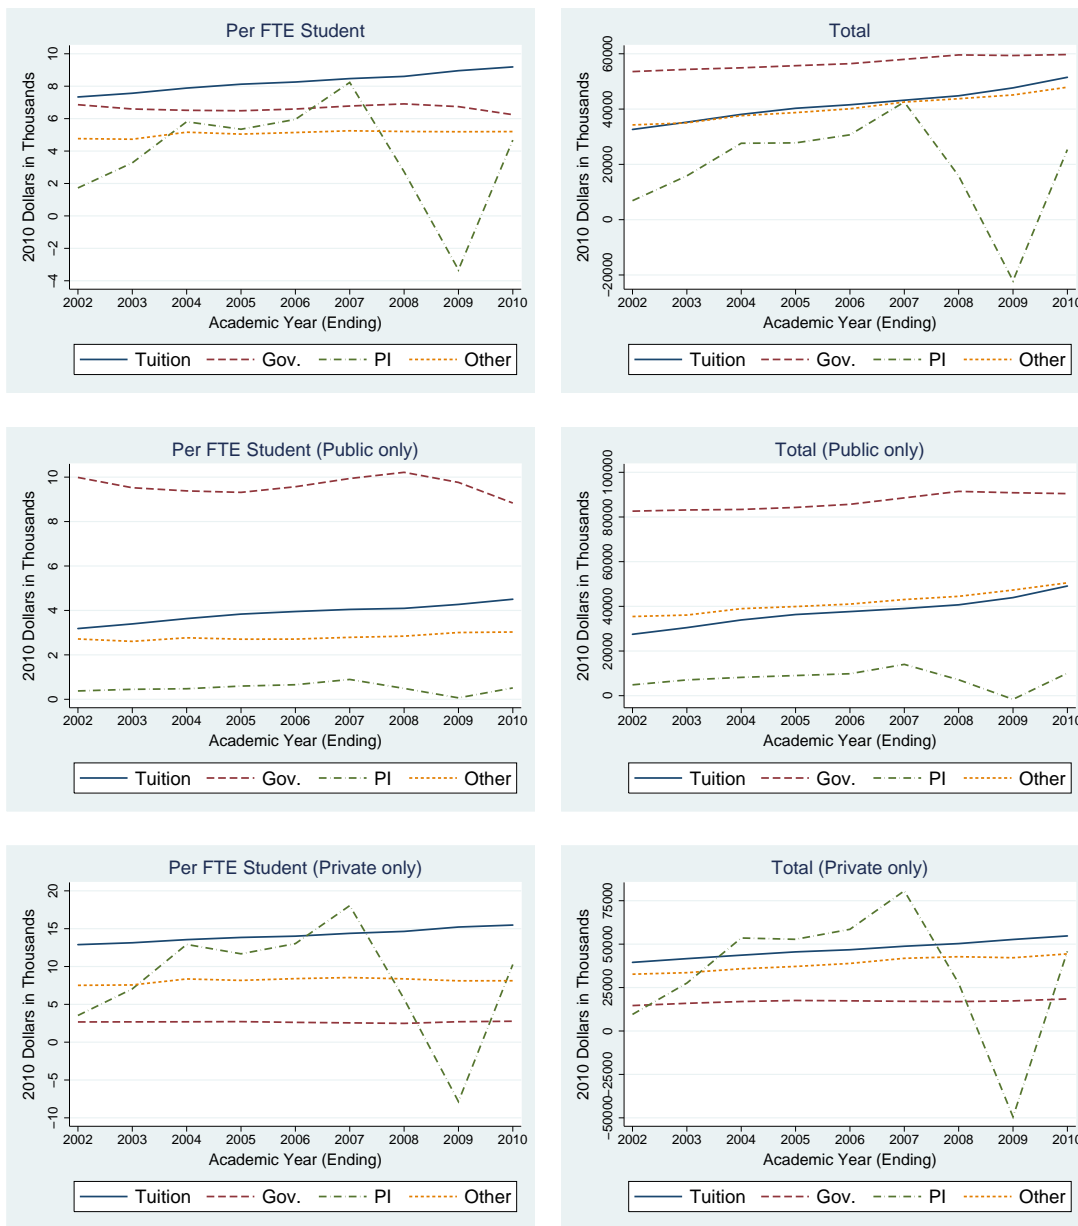 Per FTE Student
2010 Dollars in Thousands
10
8
6
4
2
0
−2
−4
2002 2003 2004 2005 2006 2007 2008 2009 2010
Academic Year (Ending)
Tuition Gov. PI Other
Total
2010 Dollars in Thousands
60000
40000
20000
0
−20000
2002 2003 2004 2005 2006 2007 2008 2009 2010
Academic Year (Ending)
Tuition Gov. PI Other
Per FTE Student (Public only)
2010 Dollars in Thousands
10
8
6
4
2
0
2002 2003 2004 2005 2006 2007 2008 2009 2010
Academic Year (Ending)
Tuition Gov. PI Other
Total (Public only)
2010 Dollars in Thousands
100000
80000
60000
40000
20000
0
2002 2003 2004 2005 2006 2007 2008 2009 2010
Academic Year (Ending)
Tuition Gov. PI Other
Per FTE Student (Private only)
2010 Dollars in Thousands
20
15
10
5
0
−5
−10
2002 2003 2004 2005 2006 2007 2008 2009 2010
Academic Year (Ending)
Tuition Gov. PI Other
Total (Private only)
2010 Dollars in Thousands
75000
50000
25000
0
−25000
−50000
2002 2003 2004 2005 2006 2007 2008 2009 2010
Academic Year (Ending)
Tuition Gov. PI Other